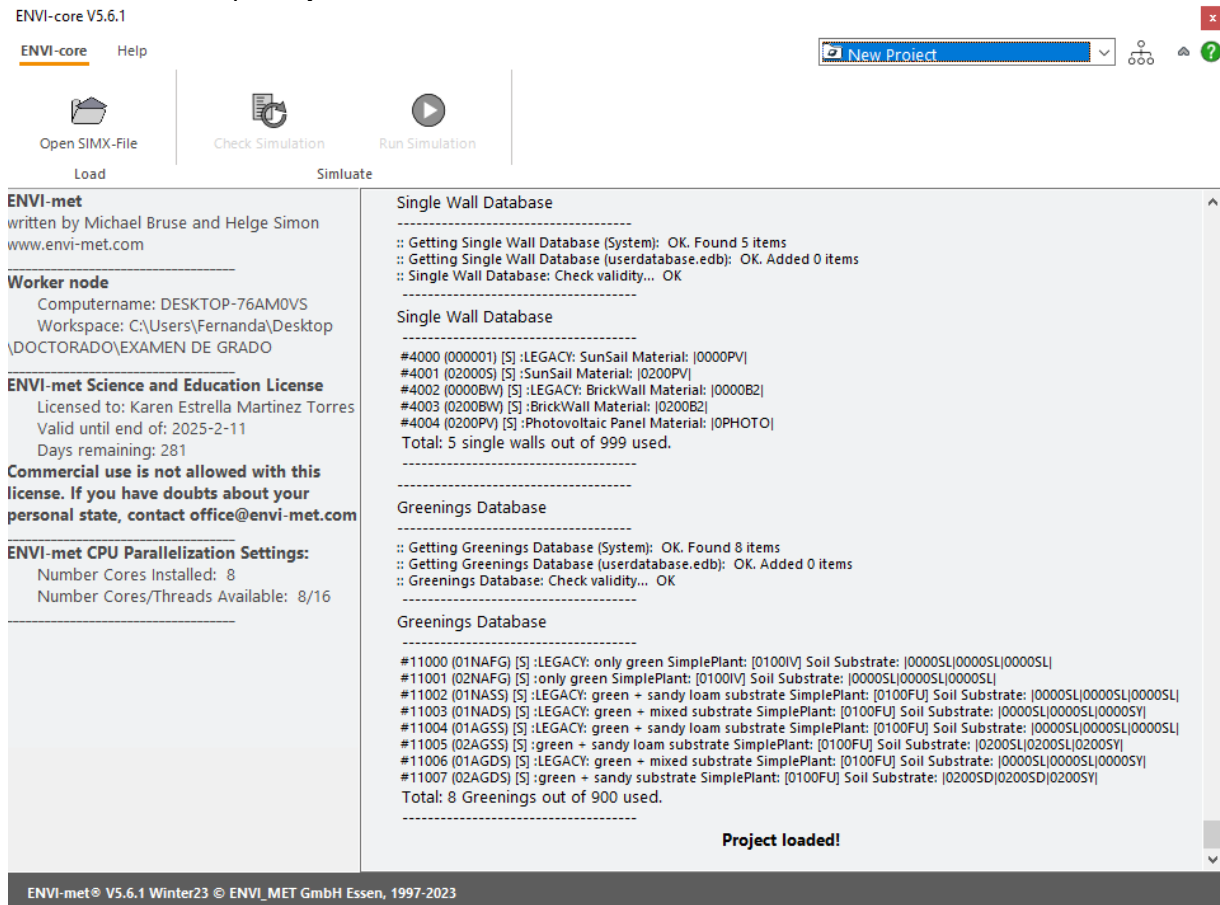 ENVI-core V5.6.1
x
ENVI-core Help
New Project
?
Open SIMX-File
Check Simulation
Run Simulation
Load
Simluate
ENVI-met
written by Michael Bruse and Helge Simon
www.envi-met.com
___________________________________
Worker node
Computername: DESKTOP-76AM0VS
Workspace: C:\Users\Fernanda\Desktop
\DOCTORADO\EXAMEN DE GRADO
___________________________________
ENVI-met Science and Education License
Licensed to: Karen Estrella Martinez Torres
Valid until end of: 2025-2-11
Days remaining: 281
Commercial use is not allowed with this
license. If you have doubts about your
personal state, contact office@envi-met.com
___________________________________
ENVI-met CPU Parallelization Settings:
Number Cores Installed: 8
Number Cores/Threads Available: 8/16
___________________________________
Single Wall Database
------------------------------------
:: Getting Single Wall Database (System): OK. Found 5 items
:: Getting Single Wall Database (userdatabase.edb): OK. Added 0 items
:: Single Wall Database: Check validity... OK
------------------------------------
Single Wall Database
------------------------------------
#4000 (000001) [S] :LEGACY: SunSail Material: |0000PV|
#4001 (02000S) [S] :SunSail Material: |0200PV|
#4002 (0000BW) [S] :LEGACY: BrickWall Material: |0000B2|
#4003 (0200BW) [S] :BrickWall Material: |0200B2|
#4004 (0200PV) [S] :Photovoltaic Panel Material: |0PHOTO|
Total: 5 single walls out of 999 used.
------------------------------------
------------------------------------
Greenings Database
------------------------------------
:: Getting Greenings Database (System): OK. Found 8 items
:: Getting Greenings Database (userdatabase.edb): OK. Added 0 items
:: Greenings Database: Check validity... OK
------------------------------------
Greenings Database
------------------------------------
#11000 (01NAFG) [S] :LEGACY: only green SimplePlant: [0100IV] Soil Substrate: |0000SL|0000SL|0000SL|
#11001 (02NAFG) [S] :only green SimplePlant: [0100IV] Soil Substrate: |0000SL|0000SL|0000SL|
#11002 (01NASS) [S] :LEGACY: green + sandy loam substrate SimplePlant: [0100FU] Soil Substrate: |0000SL|0000SL|0000SL|
#11003 (01NADS) [S] :LEGACY: green + mixed substrate SimplePlant: [0100FU] Soil Substrate: |0000SL|0000SL|0000SY|
#11004 (01AGSS) [S] :LEGACY: green + sandy loam substrate SimplePlant: [0100FU] Soil Substrate: |0000SL|0000SL|0000SL|
#11005 (02AGSS) [S] :green + sandy loam substrate SimplePlant: [0100FU] Soil Substrate: |0200SL|0200SL|0200SY|
#11006 (01AGDS) [S] :LEGACY: green + mixed substrate SimplePlant: [0100FU] Soil Substrate: |0000SL|0000SL|0000SY|
#11007 (02AGDS) [S] :green + sandy substrate SimplePlant: [0100FU] Soil Substrate: |0200SD|0200SD|0200SY|
Total: 8 Greenings out of 900 used.
------------------------------------
Project loaded!
ENVI-met® V5.6.1 Winter23 © ENVI_MET GmbH Essen, 1997-2023